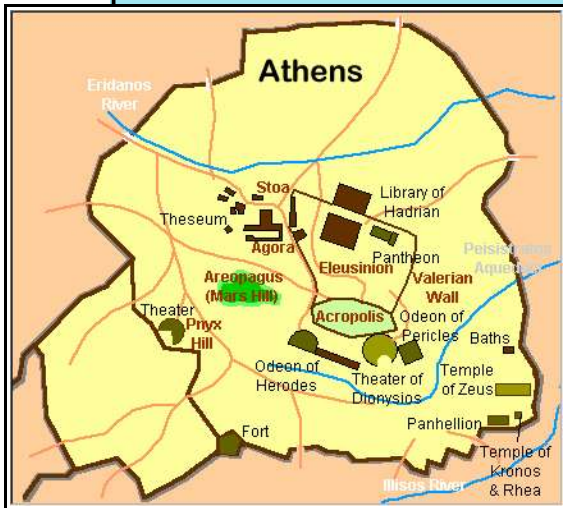 Athens
Eridanos
River
Stoa
Library of
Hadrian
Theseum
Agora
Pantheon
Eleusinion
Peisistratos
Aqueduct
Areopagus
(Mars Hill)
Valerian
Wall
Theater
Pnyx
Hill
Acropolis
Odeon of
Pericles
Baths
Odeon of
Herodes
Theater of
Dionysios
Temple
of Zeus
Fort
Panhellion
Temple of
Kronos
& Rhea
Illisos River